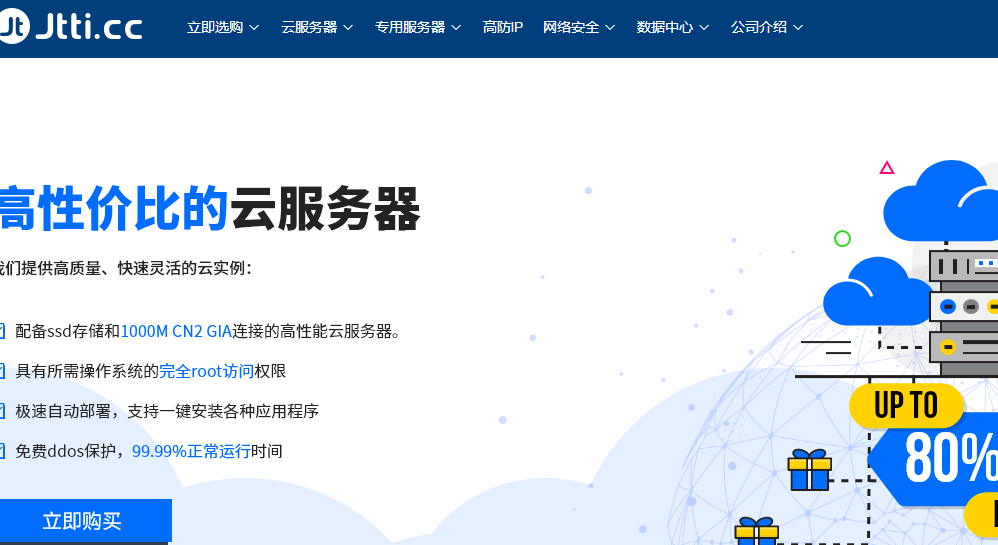 Jtti.cc
立即选购 云服务器 专用服务器 高防IP 网络安全 数据中心 公司介绍
高性价比的云服务器
我们提供高质量、快速灵活的云实例：
配备ssd存储和1000M CN2 GIA连接的高性能云服务器。
具有所需操作系统的完全root访问权限
极速自动部署，支持一键安装各种应用程序
免费ddos保护，99.99%正常运行时间
立即购买
UP TO
80%